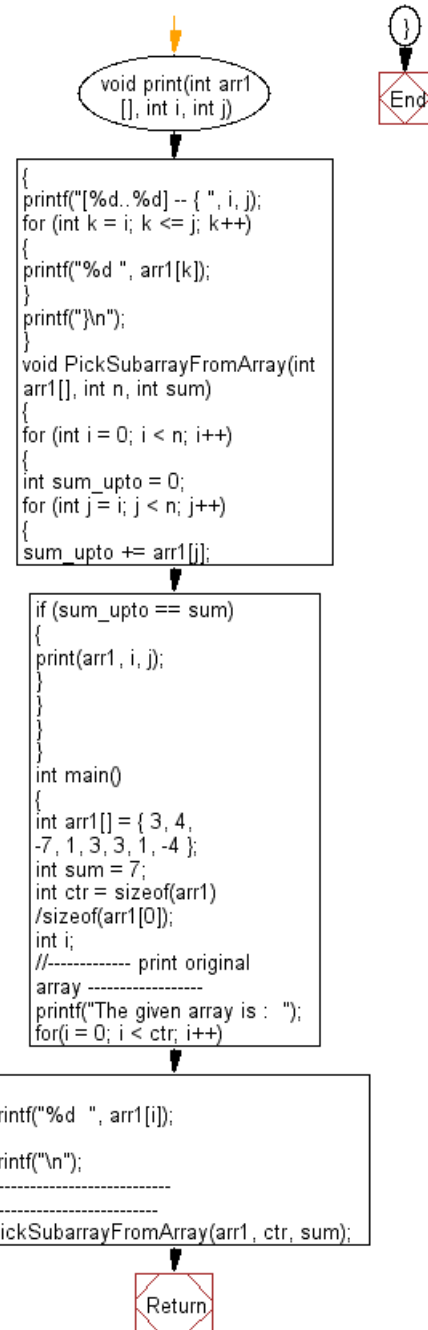 void print(int arr1
[], int i, int j)
{
printf("[%d..%d] -- { ", i, j);
for (int k = i; k <= j; k++)
{
printf("%d ", arr1[k]);
}
printf("}\n");
}
void PickSubarrayFromArray(int
arr1[], int n, int sum)
{
for (int i = 0; i < n; i++)
{
int sum_upto = 0;
for (int j = i; j < n; j++)
{
sum_upto += arr1[j];
if (sum_upto == sum)
{
print(arr1, i, j);
}
}
}
}
int main()
{
int arr1[] = { 3, 4,
-7, 1, 3, 3, 1, -4 };
int sum = 7;
int ctr = sizeof(arr1)
/sizeof(arr1[0]);
int i;
//------------- print original
array ------------------
printf("The given array is :  ");
for(i = 0; i < ctr; i++)
rintf("%d  ", arr1[i]);
rintf("\n");
---------------------------
-------------------------
ickSubarrayFromArray(arr1, ctr, sum);
Return
}
End